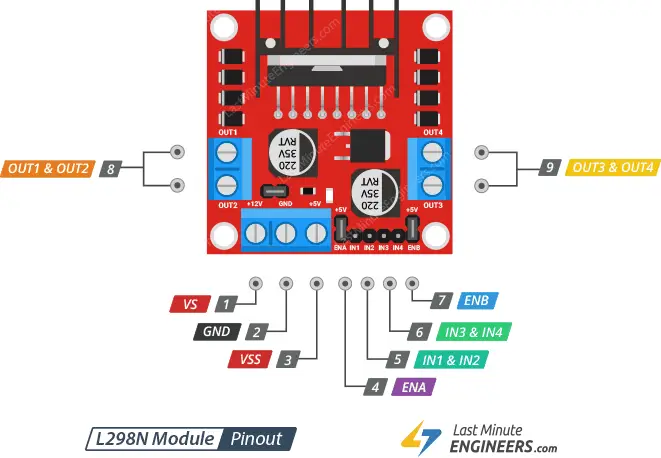 LastMinuteEngineers.com
OUT1
OUT4
220
35V
RVT
OUT1 & OUT2
8
9
OUT3 & OUT4
OUT2
220
35V
RVT
OUT3
+12V
GND
+5V
+5V
+5V
ENA
IN1
IN2
IN3
IN4
ENB
7
ENB
VS
1
GND
2
6
IN3 & IN4
VSS
3
5
IN1 & IN2
4
ENA
L298N Module
Pinout
Last Minute
ENGINEERS.com